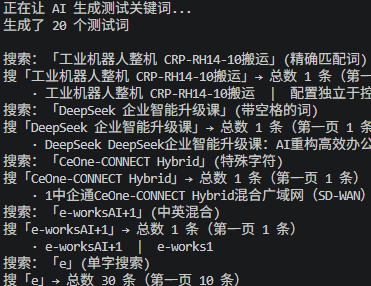 正在让 AI 生成测试关键词...
生成了 20 个测试词
搜索：「工业机器人整机 CRP-RH14-10搬运」(精确匹配词)
搜「工业机器人整机 CRP-RH14-10搬运」→ 总数 1 条（第一
· 工业机器人整机 CRP-RH14-10搬运 | 配置独立于控
搜索：「DeepSeek 企业智能升级课」(带空格的词)
搜「DeepSeek 企业智能升级课」→ 总数 1 条（第一页 1 条）
· DeepSeek DeepSeek企业智能升级课：AI重构高效办公
搜索：「CeOne-CONNECT Hybrid」(特殊字符)
搜「CeOne-CONNECT Hybrid」→ 总数 1 条（第一页 1 条）
· 1中企通CeOne-CONNECT Hybrid混合广域网（SD-WAN）
搜索：「e-worksAI+1」(中英混合)
搜「e-worksAI+1」→ 总数 1 条（第一页 1 条）
· e-worksAI+1 | e-works1
搜索：「e」(单字搜索)
搜「e」→ 总数 30 条（第一页 10 条）